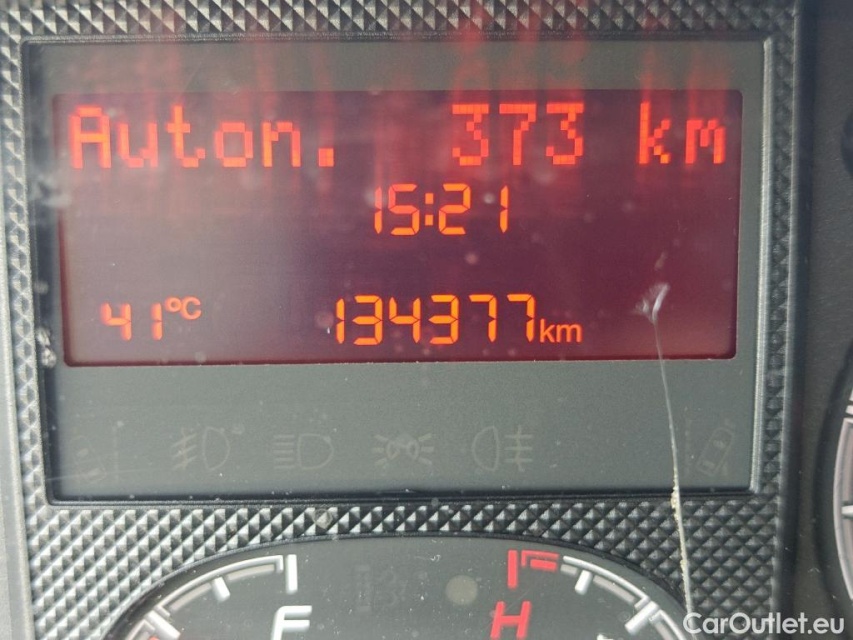 Auton. 373 km
15:21
41°C 134377km
F H
CarOutlet.eu